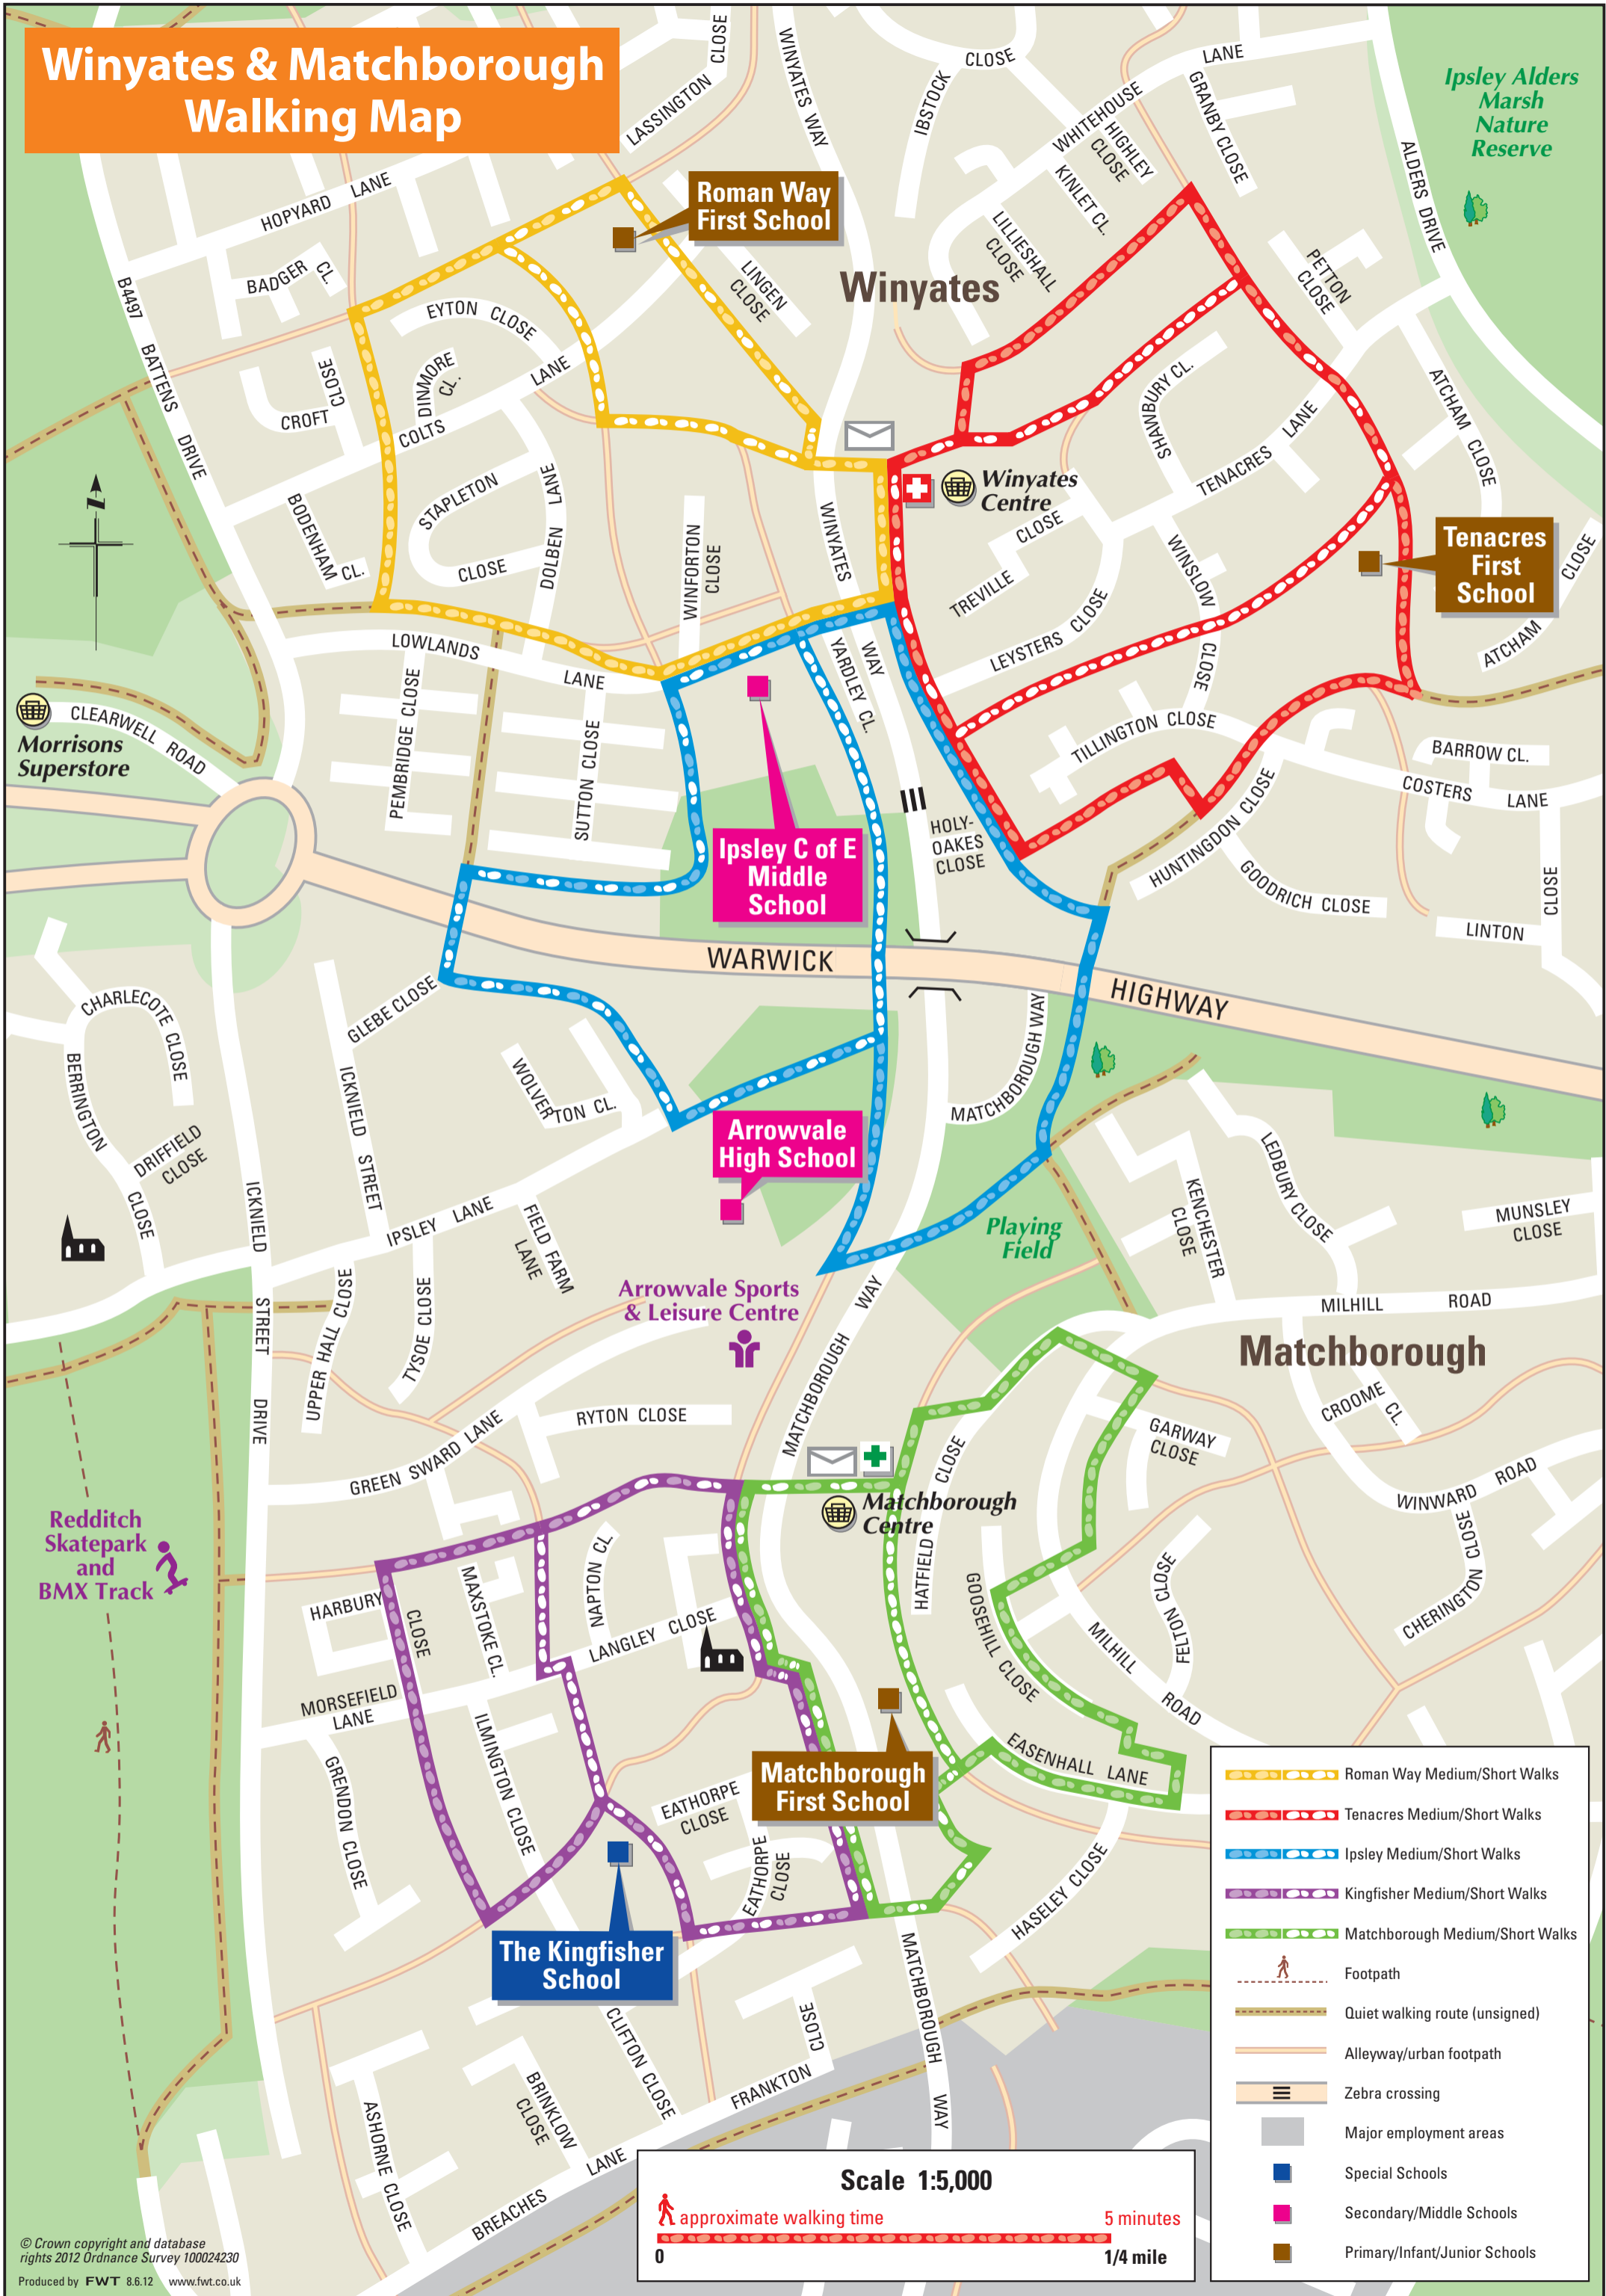 Winyates & Matchborough
Walking Map
CLOSE
LASSINGTON
WINYATES WAY
IBSTOCK
CLOSE
LANE
WHITEHOUSE
HIGHLEY
CLOSE
KINLET CL.
GRANBY CLOSE
Ipsley Alders
Marsh
Nature
Reserve
ALDERS DRIVE
HOPYARD LANE
Roman Way
First School
LILLIESHALL
CLOSE
Winyates
LINGEN
CLOSE
PETTON
CLOSE
BADGER CL.
B4497
BATTENS DRIVE
EYTON CLOSE
CROFT CLOSE
DINMORE
CL.
COLTS LANE
SHAWBURY CL.
ATCHAM CLOSE
TENACRES LANE
Winyates
Centre
N
STAPLETON
CLOSE
BODENHAM CL.
DOLBEN LANE
WINFORTON
CLOSE
WINYATES
WAY
TREVILLE CLOSE
WINSLOW
CLOSE
LEYSTERS CLOSE
Tenacres
First
School
ATCHAM CLOSE
LOWLANDS
LANE
YARDLEY CL.
PEMBRIDGE CLOSE
SUTTON CLOSE
CLEARWELL ROAD
Morrisons
Superstore
TILLINGTON CLOSE
BARROW CL.
COSTERS LANE
HOLY-
OAKES
CLOSE
Ipsley C of E
Middle
School
HUNTINGDON CLOSE
GOODRICH CLOSE
LINTON
CLOSE
WARWICK
HIGHWAY
CHARLECOTE CLOSE
GLEBE CLOSE
BERRINGTON
CLOSE
ICKNIELD STREET
WOLVER
TON CL.
MATCHBOROUGH WAY
DRIFFIELD
CLOSE
Arrowvale
High School
LEDBURY CLOSE
KENCHESTER
CLOSE
MUNSLEY
CLOSE
ICKNIELD
STREET
DRIVE
IPSLEY LANE
FIELD FARM
LANE
Playing
Field
Arrowvale Sports
& Leisure Centre
UPPER HALL CLOSE
TYSOE CLOSE
MATCHBOROUGH WAY
MILHILL ROAD
Matchborough
CROOME CL.
RYTON CLOSE
GREEN SWARD LANE
GARWAY
CLOSE
WINWARD ROAD
Matchborough
Centre
HATFIELD CLOSE
Redditch
Skatepark
and
BMX Track
HARBURY
CLOSE
MAXSTOKE CL.
NAPTON CL
LANGLEY CLOSE
GOOSEHILL CLOSE
FELTON CLOSE
CHERINGTON CLOSE
MILHILL
ROAD
MORSEFIELD
LANE
ILMINGTON CLOSE
GRENDON CLOSE
EASENHALL LANE
EATHORPE
CLOSE
Matchborough
First School
EATHORPE
CLOSE
HASELEY CLOSE
The Kingfisher
School
MATCHBOROUGH
WAY
CLIFTON CLOSE
CLOSE
FRANKTON
BRINKLOW
CLOSE
ASHORNE CLOSE
BREACHES LANE
Roman Way Medium/Short Walks
Tenacres Medium/Short Walks
Ipsley Medium/Short Walks
Kingfisher Medium/Short Walks
Matchborough Medium/Short Walks
Footpath
Quiet walking route (unsigned)
Alleyway/urban footpath
Zebra crossing
Major employment areas
Special Schools
Secondary/Middle Schools
Primary/Infant/Junior Schools
Scale 1:5,000
approximate walking time
5 minutes
0
1/4 mile
© Crown copyright and database
rights 2012 Ordnance Survey 100024230
Produced by FWT 8.6.12 www.fwt.co.uk